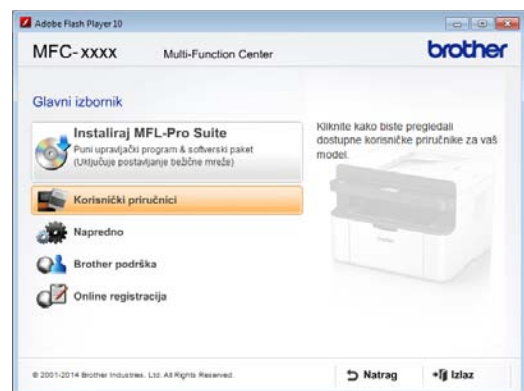 Adobe Flash Player 10
MFC-xxxx Multi-Function Center brother
Glavni izbornik
Instaliraj MFL-Pro Suite
Puni upravljački program & softverski paket
(Uključuje postavljanje bežične mreže)
Korisnički priručnici
Napredno
Brother podrška
Online registracija
Kliknite kako biste pregledali
dostupne korisničke priručnike za vaš
model.
© 2001-2014 Brother Industries, Ltd. All Rights Reserved.
Natrag
Izlaz